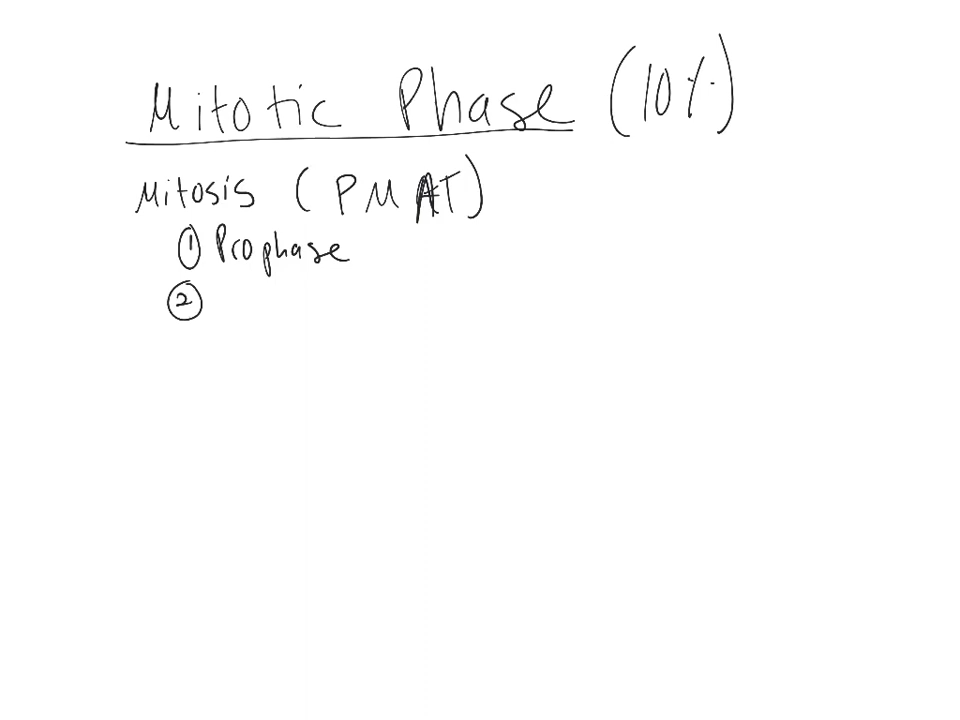 Mitotic Phase (10%)
Mitosis (PMAT)
① Prophase
②